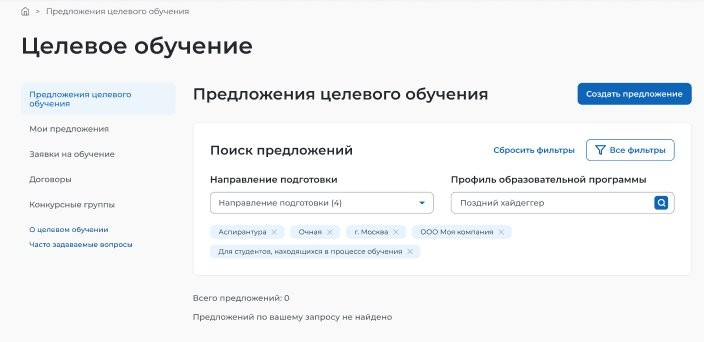 > Предложения целевого обучения
Целевое обучение
Предложения целевого
обучения
Мои предложения
Заявки на обучение
Договоры
Конкурсные группы
О целевом обучении
Часто задаваемые вопросы
Предложения целевого обучения
Создать предложение
Поиск предложений
Сбросить фильтры
Все фильтры
Направление подготовки
Профиль образовательной программы
Направление подготовки (4)
Поздний хайдеггер
Аспирантура × Очная × г. Москва × ООО Моя компания ×
Для студентов, находящихся в процессе обучения ×
Всего предложений: 0
Предложений по вашему запросу не найдено